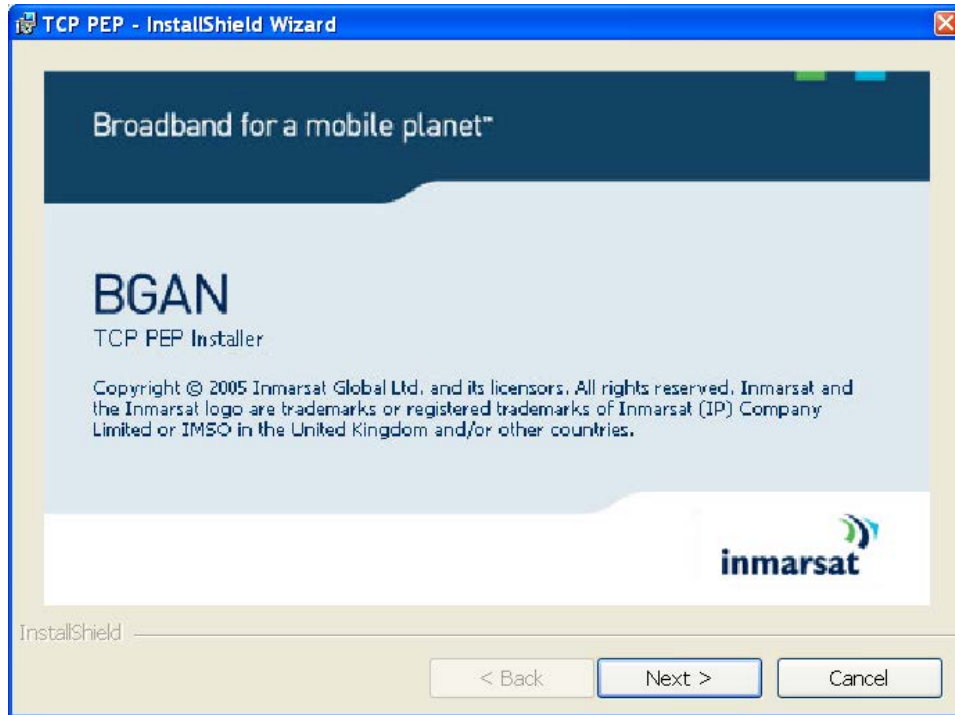 TCP PEP - InstallShield Wizard
Broadband for a mobile planet™
BGAN
TCP PEP Installer
Copyright © 2005 Inmarsat Global Ltd. and its licensors. All rights reserved. Inmarsat and
the Inmarsat logo are trademarks or registered trademarks of Inmarsat (IP) Company
Limited or IMSO in the United Kingdom and/or other countries.
inmarsat
InstallShield
< Back
Next >
Cancel